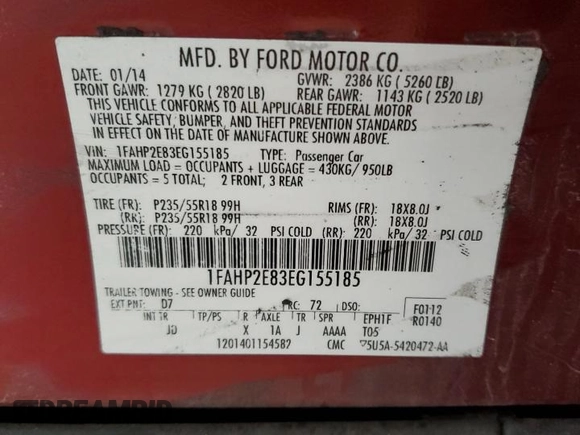 MFD. BY FORD MOTOR CO.
DATE: 01/14 GVWR: 2386 KG ( 5260 LB)
FRONT GAWR: 1279 KG ( 2820 LB) REAR GAWR: 1143 KG ( 2520 LB)
THIS VEHICLE CONFORMS TO ALL APPLICABLE FEDERAL MOTOR
VEHICLE SAFETY, BUMPER, AND THEFT PREVENTION STANDARDS
IN EFFECT ON THE DATE OF MANUFACTURE SHOWN ABOVE.
VIN: 1FAHP2E83EG155185 TYPE: Passenger Car
MAXIMUM LOAD = OCCUPANTS + LUGGAGE = 430KG/ 950LB
OCCUPANTS = 5 TOTAL; 2 FRONT, 3 REAR
TIRE (FR): P235/55R18 99H RIMS (FR): 18X8.0J
(RR): P235/55R18 99H (RR): 18X8.0J
PRESSURE (FR): 220 kPa/ 32 PSI COLD (RR): 220 kPa/ 32 PSI COLD
1FAHP2E83EG155185
TRAILER TOWING - SEE OWNER GUIDE
EXT PNT: D7 RC: 72 DSO: F0112
INT TR TP/PS R AXLE TR J EPH1F R0140
JD X 1A J AAAA T05
1201401154582 CMC 5U5A-5420472-AA
STREAMBID